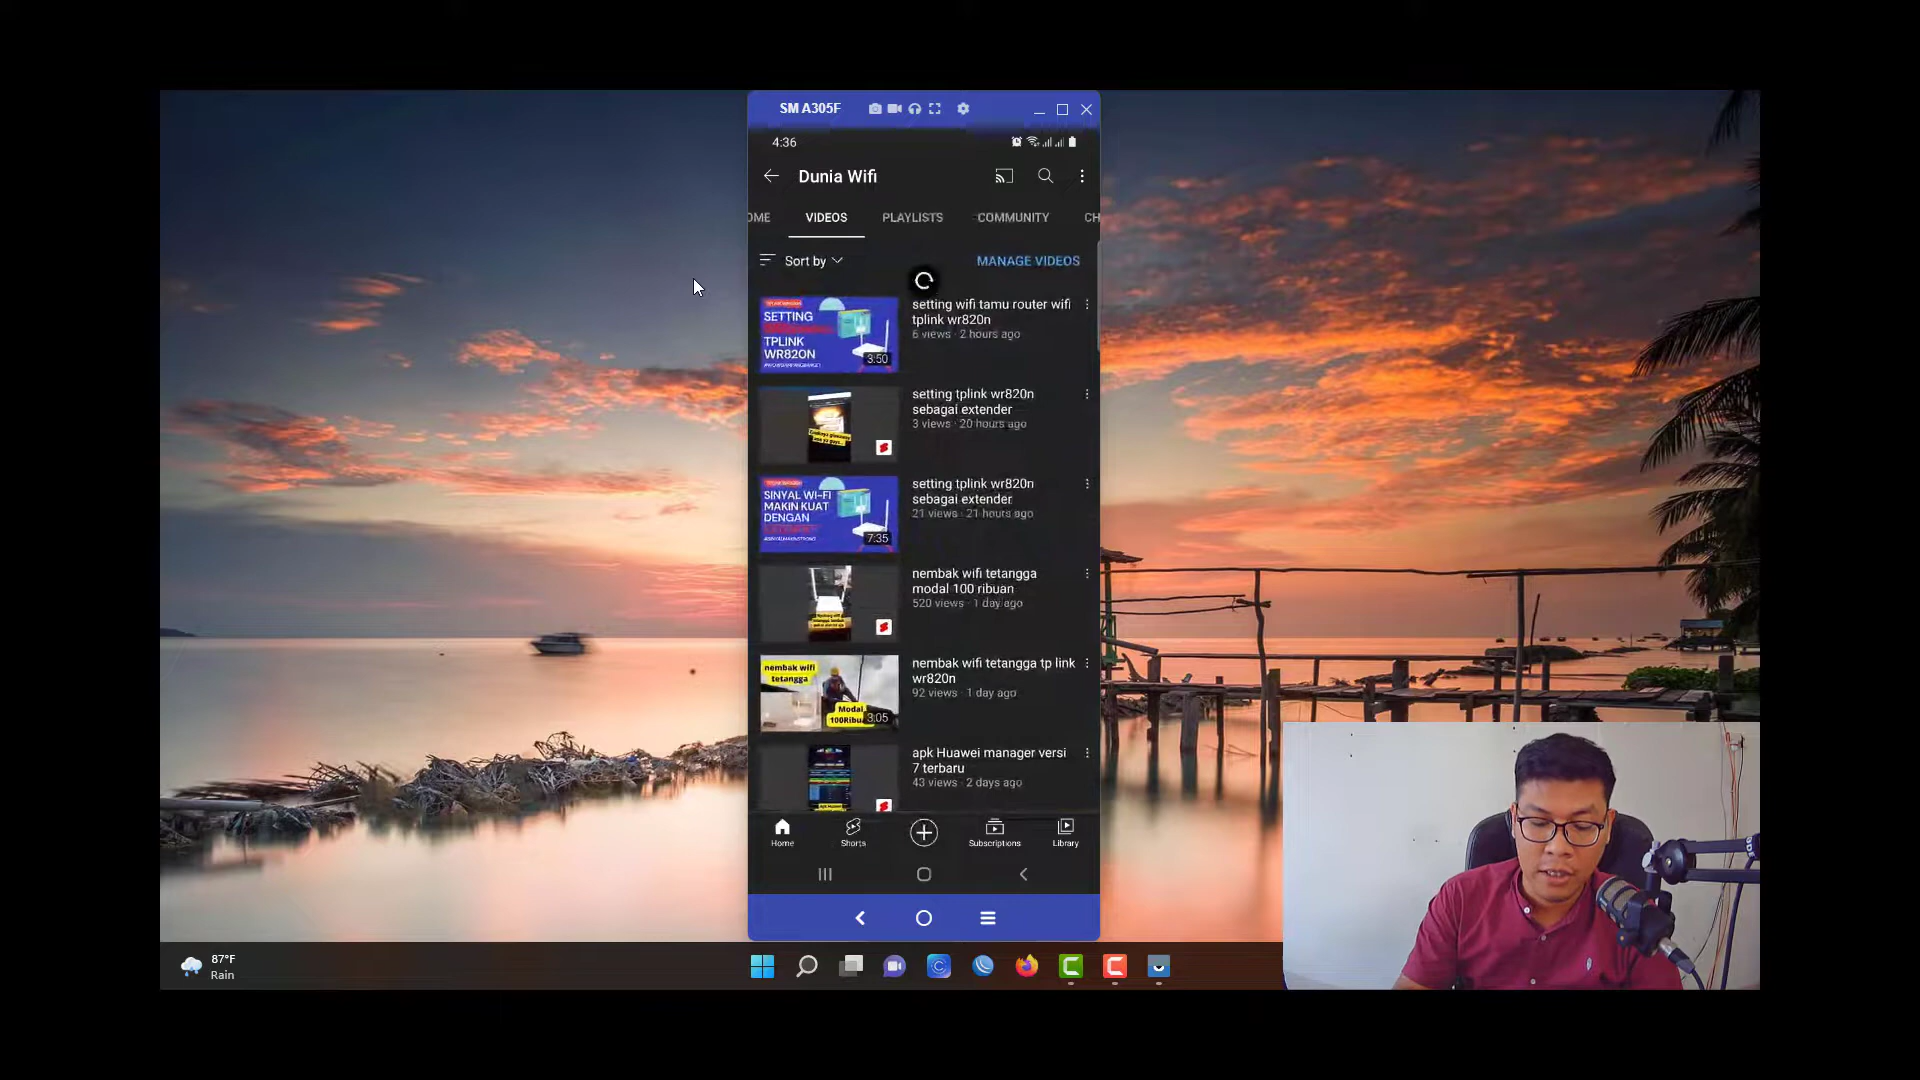 SM A305F
4:36
Dunia Wifi
OME VIDEOS PLAYLISTS COMMUNITY CH
Sort by MANAGE VIDEOS
SETTING
TPLINK
WR820N
3:50
setting wifi tamu router wifi
tplink wr820n
6 views · 2 hours ago
setting tplink wr820n
sebagai extender
3 views · 20 hours ago
SINYAL WI-FI
MAKIN KUAT
DENGAN
7:35
setting tplink wr820n
sebagai extender
21 views · 21 hours ago
nembak wifi tetangga
modal 100 ribuan
520 views · 1 day ago
nembak wifi
tetangga
Modal
3:05
nembak wifi tetangga tp link
wr820n
92 views · 1 day ago
apk Huawei manager versi
7 terbaru
43 views · 2 days ago
Home Shorts Subscriptions Library
87°F
Rain